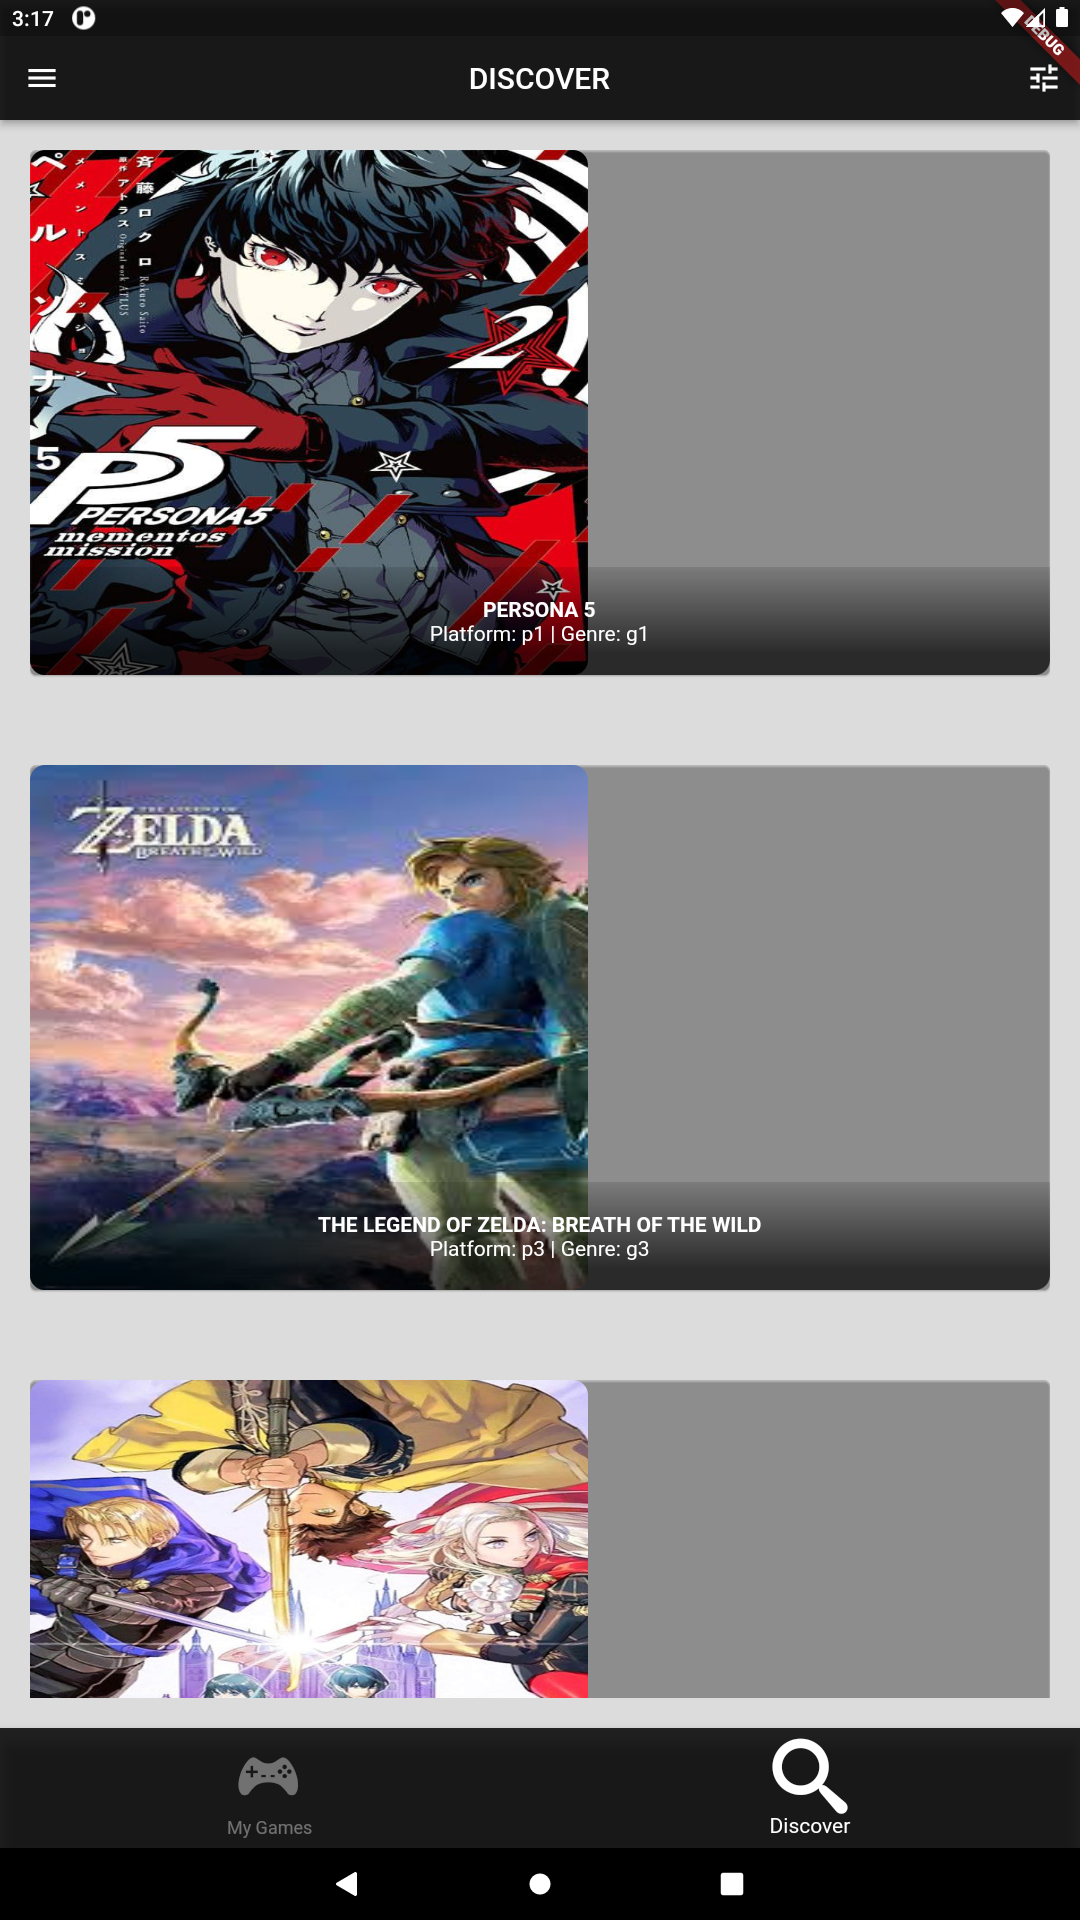 3:17
DEBUG
DISCOVER
ペルソナ5
メメントスミッション
原作 アトラス Original work ATLUS
斉藤ロクロ Rokuro Saito
2
P5
PERSONA5
mementos
mission
PERSONA 5
Platform: p1 | Genre: g1
THE LEGEND OF
ZELDA
BREATH OF THE WILD
THE LEGEND OF ZELDA: BREATH OF THE WILD
Platform: p3 | Genre: g3
My Games
Discover